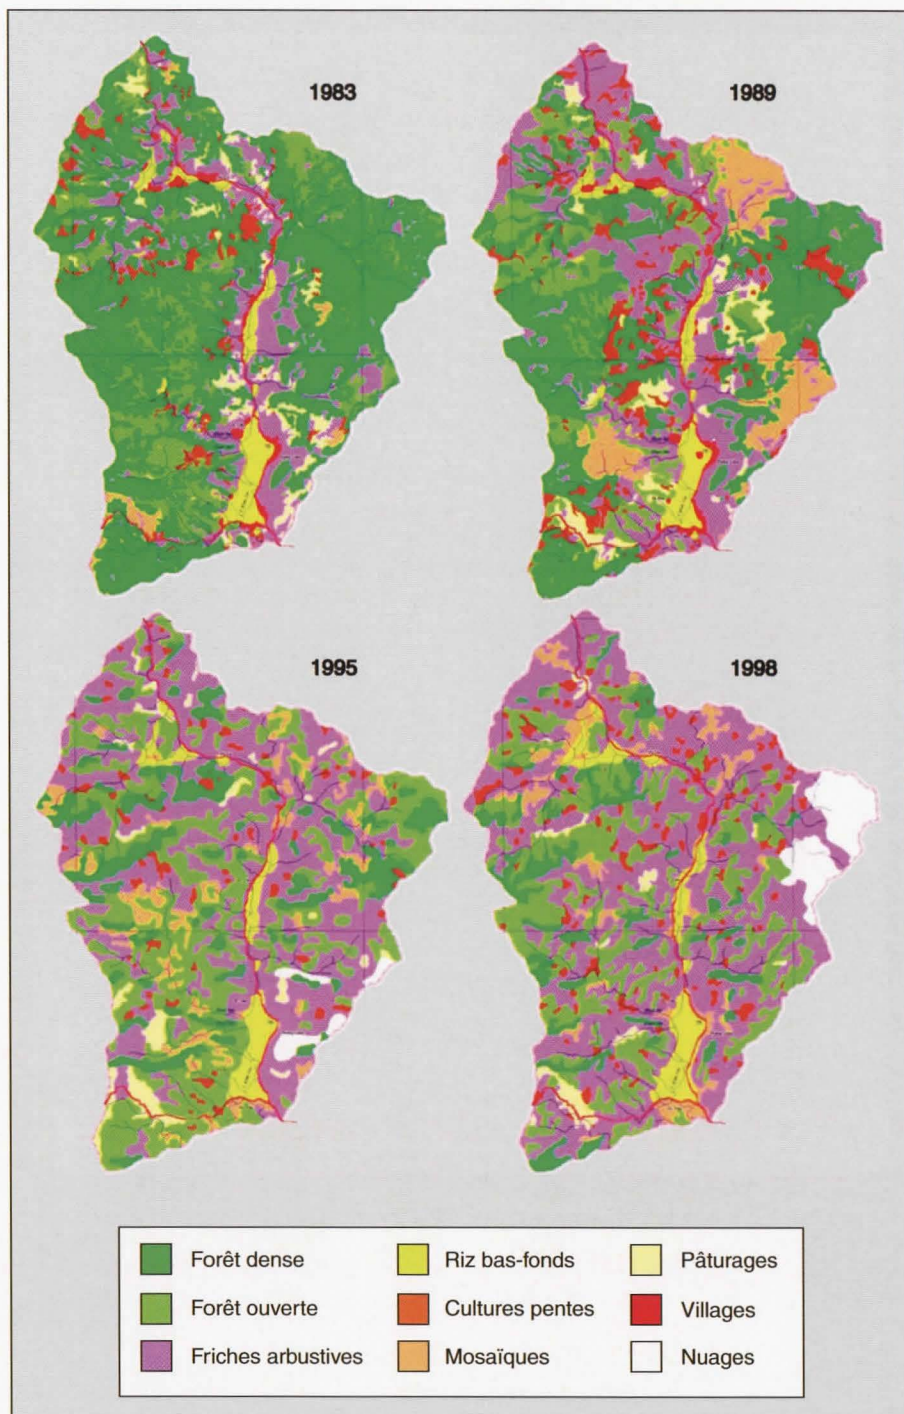 1983
1989
1995
1998
Forêt dense
Riz bas-fonds
Pâturages
Forêt ouverte
Cultures pentes
Villages
Friches arbustives
Mosaïques
Nuages